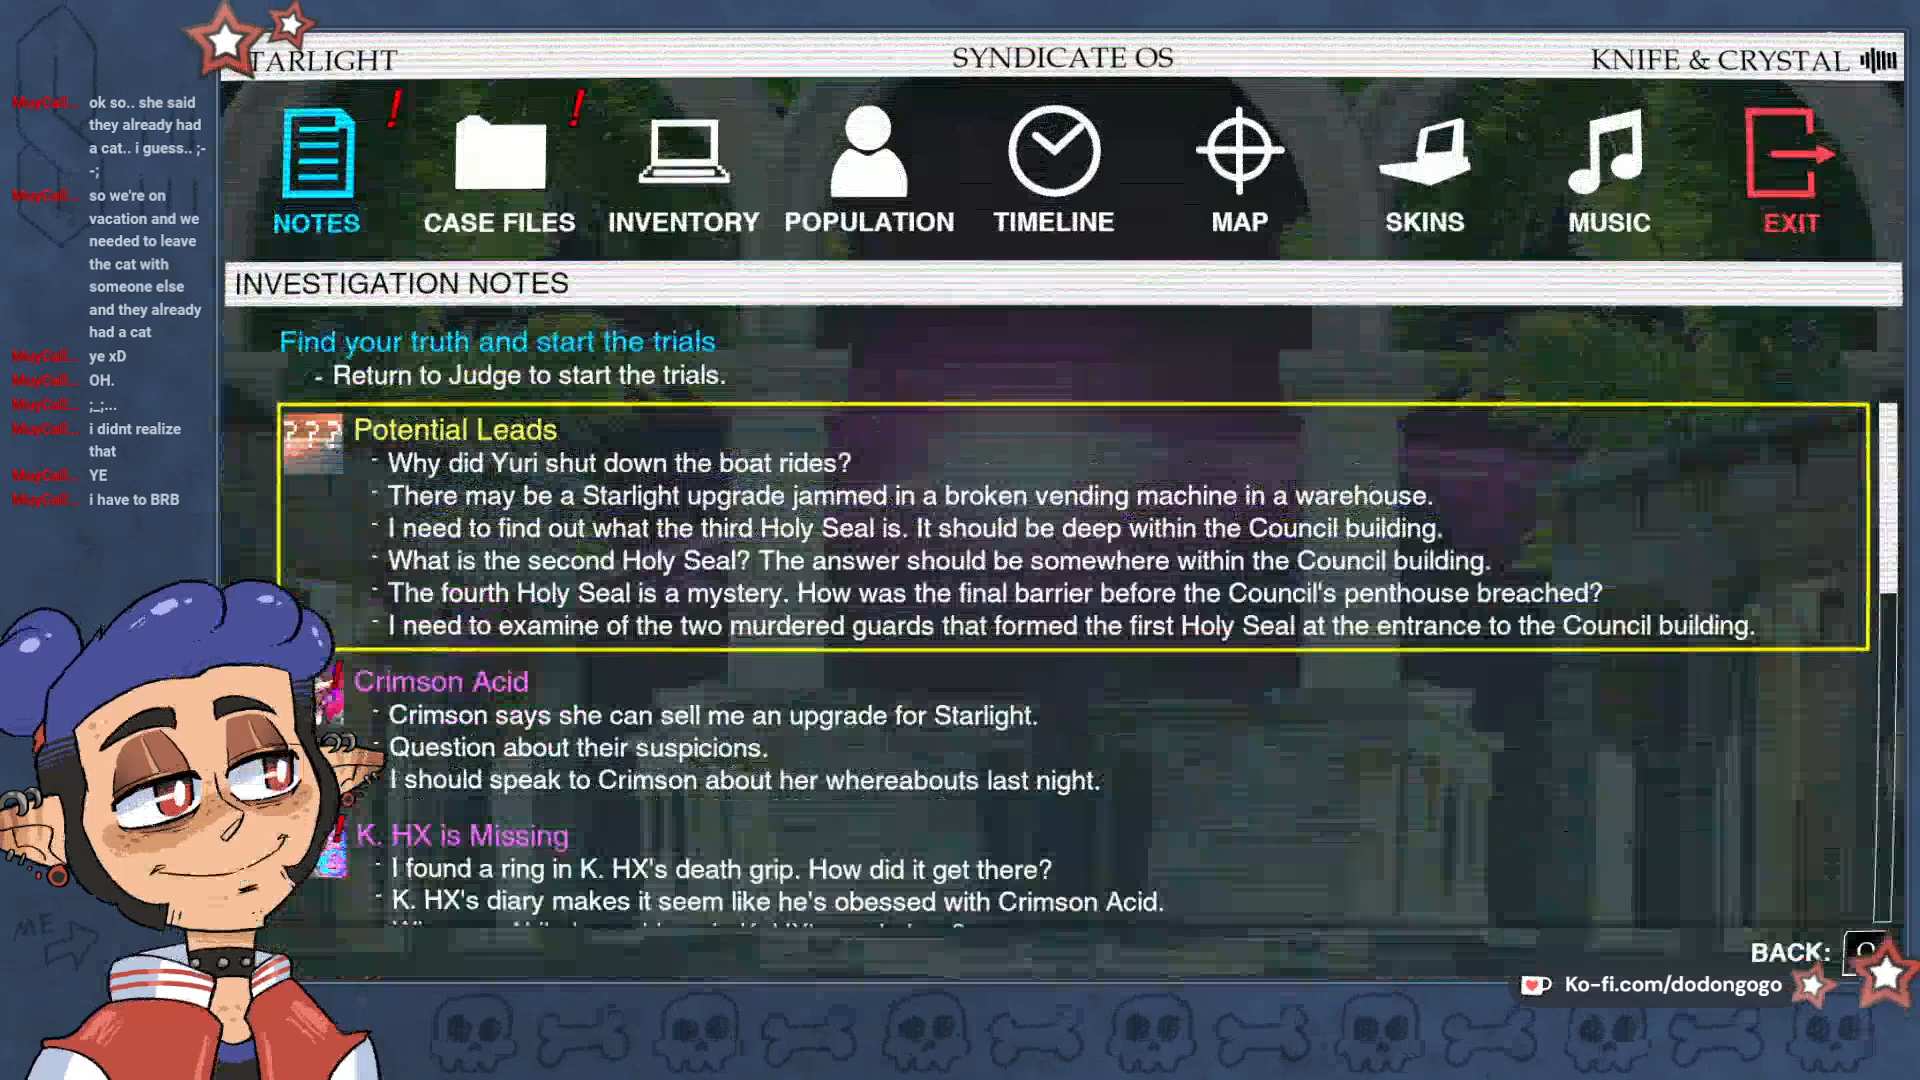 TARLIGHT
SYNDICATE OS
KNIFE & CRYSTAL
!
!
NOTES
CASE FILES
INVENTORY
POPULATION
TIMELINE
MAP
SKINS
MUSIC
EXIT
INVESTIGATION NOTES
Find your truth and start the trials
- Return to Judge to start the trials.
???
Potential Leads
- Why did Yuri shut down the boat rides?
- There may be a Starlight upgrade jammed in a broken vending machine in a warehouse.
- I need to find out what the third Holy Seal is. It should be deep within the Council building.
- What is the second Holy Seal? The answer should be somewhere within the Council building.
- The fourth Holy Seal is a mystery. How was the final barrier before the Council's penthouse breached?
- I need to examine of the two murdered guards that formed the first Holy Seal at the entrance to the Council building.
Crimson Acid
- Crimson says she can sell me an upgrade for Starlight.
- Question about their suspicions.
I should speak to Crimson about her whereabouts last night.
K. HX is Missing
- I found a ring in K. HX's death grip. How did it get there?
- K. HX's diary makes it seem like he's obessed with Crimson Acid.
BACK:
Ko-fi.com/dodongogo
MuyCall... ok so.. she said
they already had
a cat.. i guess.. ;-
-;
MuyCall... so we're on
vacation and we
needed to leave
the cat with
someone else
and they already
had a cat
MuyCall... ye xD
MuyCall... OH.
MuyCall... ;_;...
MuyCall... i didnt realize
that
MuyCall... YE
MuyCall... i have to BRB
ME